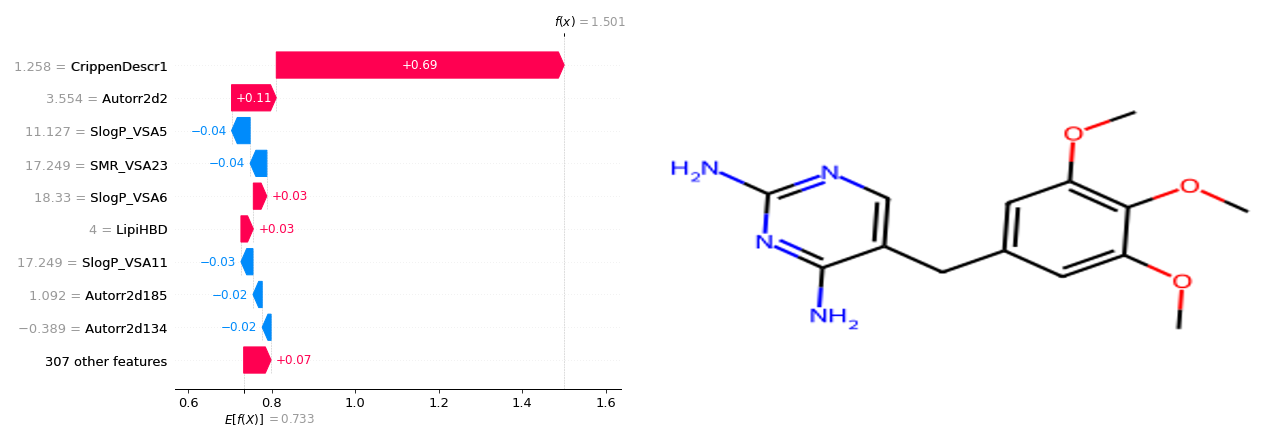 f(x) = 1.501
1.258 = CrippenDescr1
+0.69
3.554 = Autorr2d2
+0.11
11.127 = SlogP_VSA5
−0.04
17.249 = SMR_VSA23
−0.04
18.33 = SlogP_VSA6
+0.03
4 = LipiHBD
+0.03
17.249 = SlogP_VSA11
−0.03
1.092 = Autorr2d185
−0.02
−0.389 = Autorr2d134
−0.02
307 other features
+0.07
0.6 0.8 1.0 1.2 1.4 1.6
E[f(X)] = 0.733
O
H₂N
N
O
N
O
NH₂